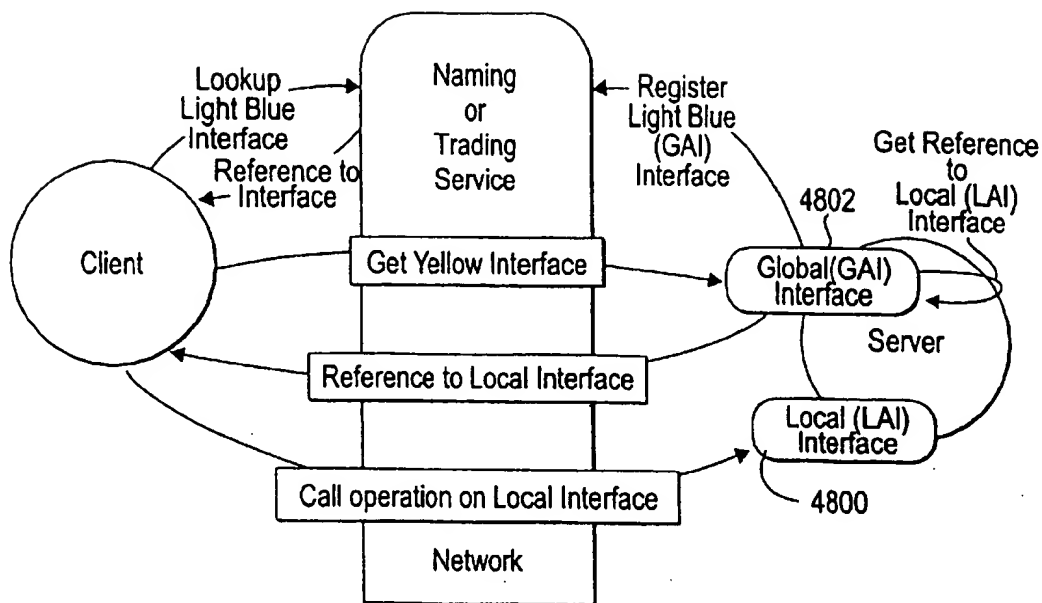 Lookup
Light Blue
Interface
Reference to
Interface
Naming
or
Trading
Service
Register
Light Blue
(GAI)
Interface
Get Reference
to
Local (LAI)
Interface
4802
Client
Get Yellow Interface
Global(GAI)
Interface
Server
Reference to Local Interface
Local (LAI)
Interface
Call operation on Local Interface
4800
Network